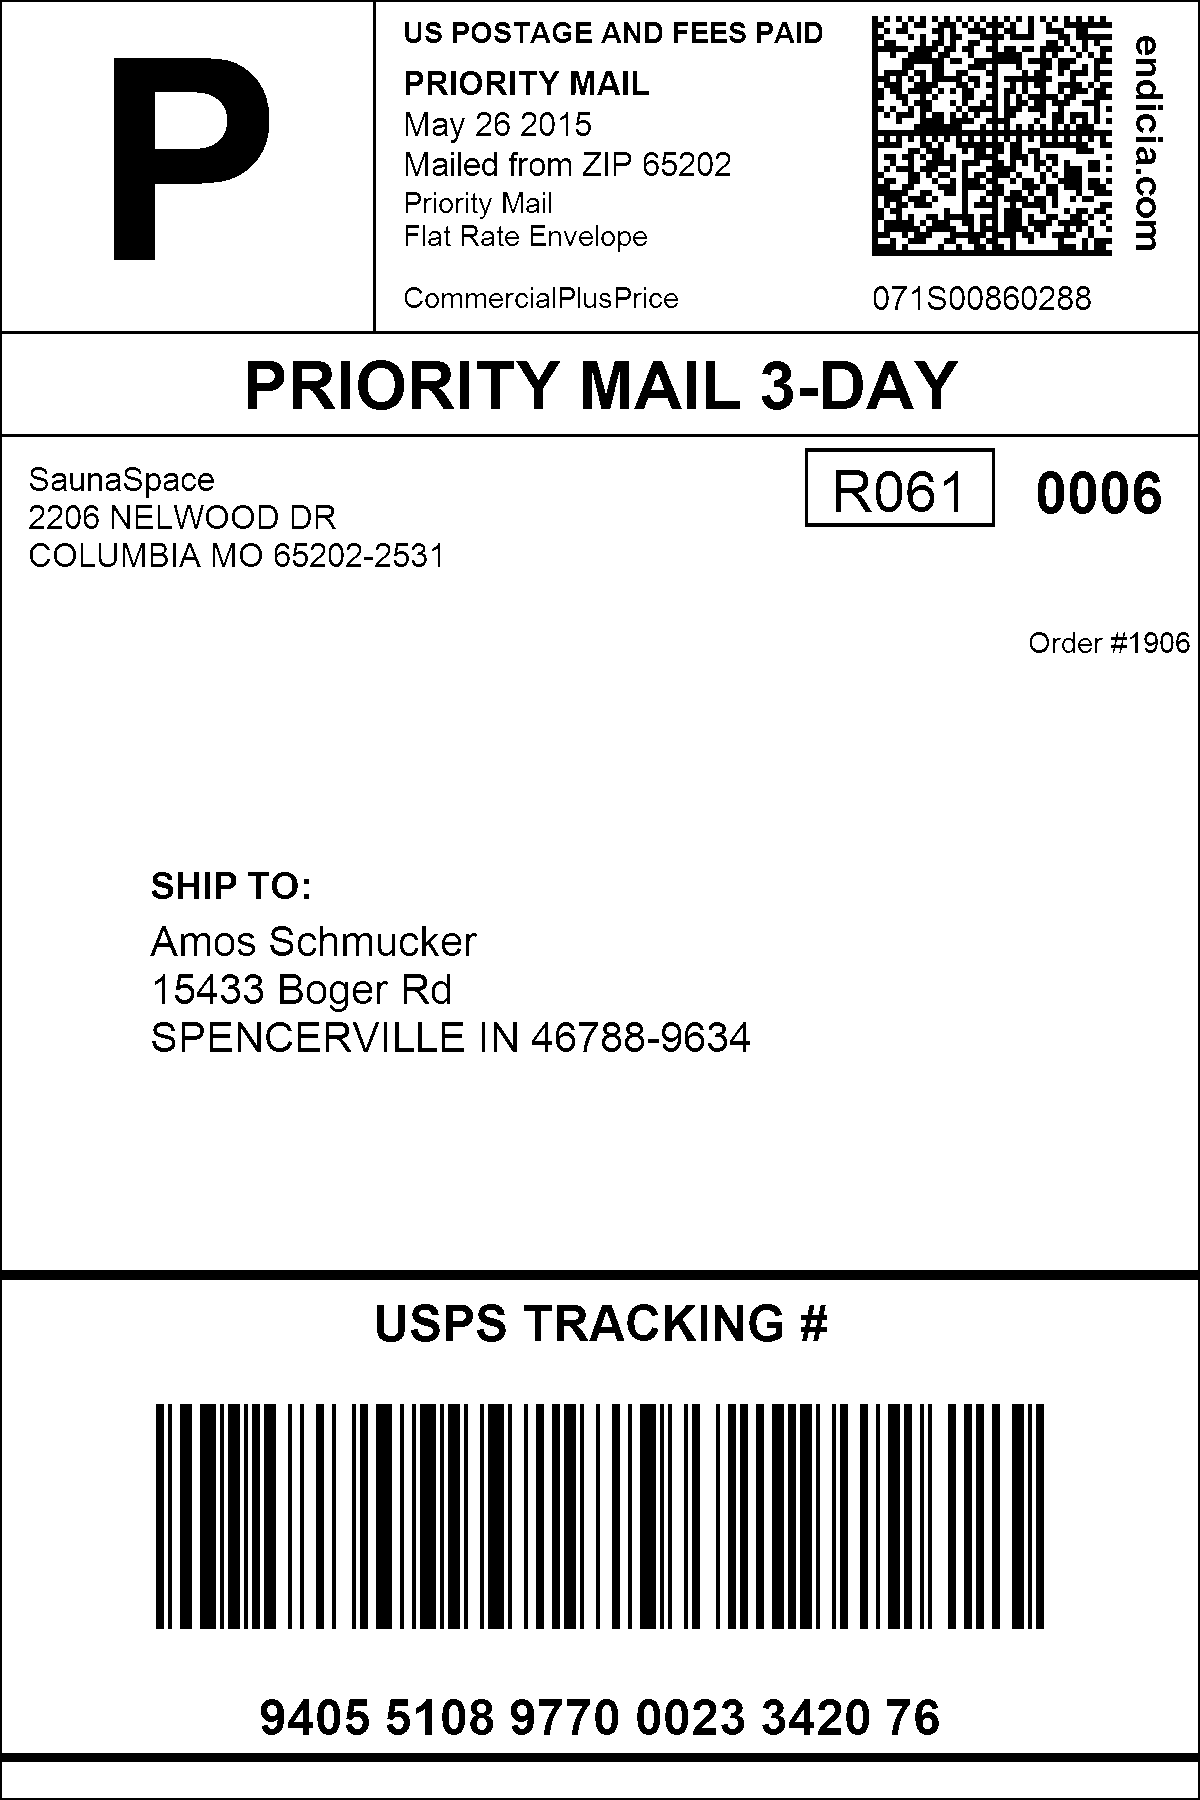 P
US POSTAGE AND FEES PAID
PRIORITY MAIL
May 26 2015
Mailed from ZIP 65202
Priority Mail
Flat Rate Envelope
CommercialPlusPrice
endicia.com
071S00860288
PRIORITY MAIL 3-DAY
SaunaSpace
2206 NELWOOD DR
COLUMBIA MO 65202-2531
R061 0006
Order #1906
SHIP TO:
Amos Schmucker
15433 Boger Rd
SPENCERVILLE IN 46788-9634
USPS TRACKING #
9405 5108 9770 0023 3420 76